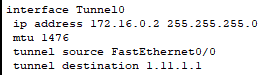 interface Tunnel0
ip address 172.16.0.2 255.255.255.0
mtu 1476
tunnel source FastEthernet0/0
tunnel destination 1.11.1.1